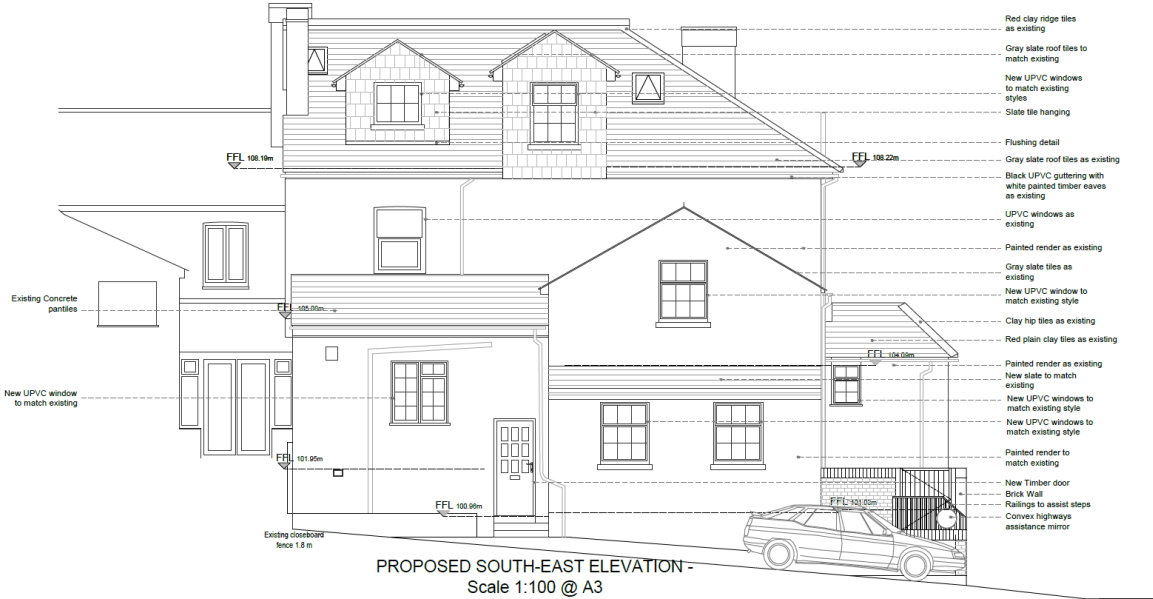 Red clay ridge tiles
as existing
Gray slate roof tiles to
match existing
New UPVC windows
to match existing
styles
Slate tile hanging
Flushing detail
FFL 108.19m
FFL 108.22m
Gray slate roof tiles as existing
Black UPVC guttering with
white painted timber eaves
as existing
UPVC windows as
existing
Painted render as existing
Gray slate tiles as
existing
New UPVC window to
match existing style
Existing Concrete
pantiles
FFL 105.00m
Clay hip tiles as existing
Red plain clay tiles as existing
FFL 104.09m
Painted render as existing
New slate to match
existing
New UPVC window
to match existing
New UPVC windows to
match existing style
New UPVC windows to
match existing style
Painted render to
match existing
FFL 101.95m
New Timber door
Brick Wall
Railings to assist steps
Convex highways
assistance mirror
FFL 100.96m
FFL 101.03m
Existing closeboard
fence 1.8 m
PROPOSED SOUTH-EAST ELEVATION -
Scale 1:100 @ A3